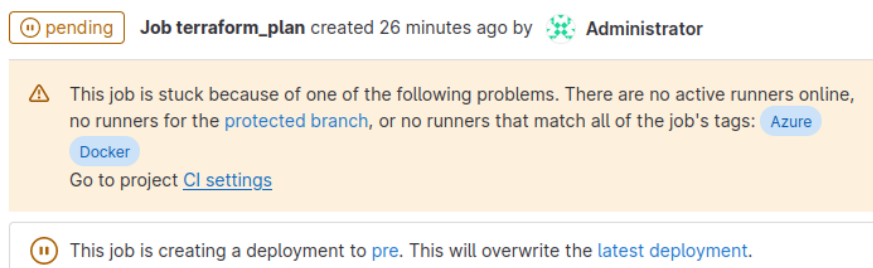 pending Job terraform_plan created 26 minutes ago by Administrator
This job is stuck because of one of the following problems. There are no active runners online,
no runners for the protected branch, or no runners that match all of the job's tags: Azure
Docker
Go to project CI settings
This job is creating a deployment to pre. This will overwrite the latest deployment.